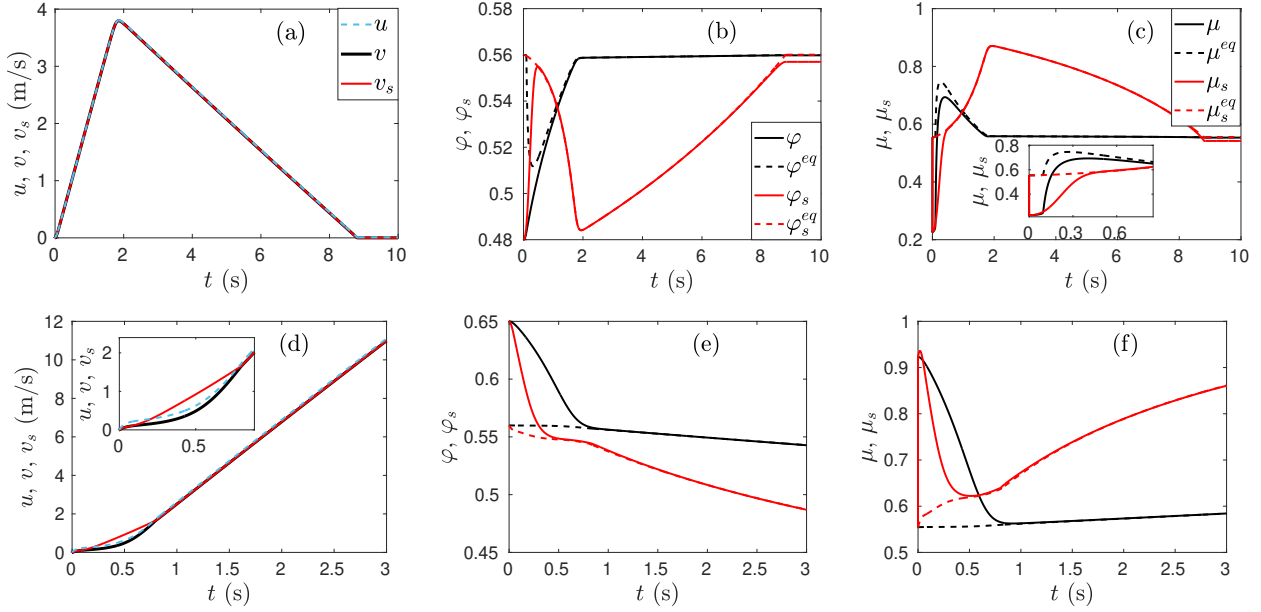 u, v, v_s (m/s)
4
3
2
1
0
0 2 4 6 8 10
t (s)
(a)
u
v
v_s
φ, φ_s
0.58
0.56
0.54
0.52
0.50
0.48
0 2 4 6 8 10
t (s)
(b)
φ
φ^{eq}
φ_s
φ_s^{eq}
μ, μ_s
1
0.8
0.6
0.4
0.2
0 2 4 6 8 10
t (s)
(c)
μ
μ^{eq}
μ_s
μ_s^{eq}
μ, μ_s
0.8
0.6
0.4
0 0.3 0.6
u, v, v_s (m/s)
12
10
8
6
4
2
0
0 0.5 1 1.5 2 2.5 3
t (s)
(d)
u, v, v_s
2
1
0
0 0.5
φ, φ_s
0.65
0.6
0.55
0.5
0.45
0 0.5 1 1.5 2 2.5 3
t (s)
(e)
μ, μ_s
1
0.9
0.8
0.7
0.6
0.5
0 0.5 1 1.5 2 2.5 3
t (s)
(f)